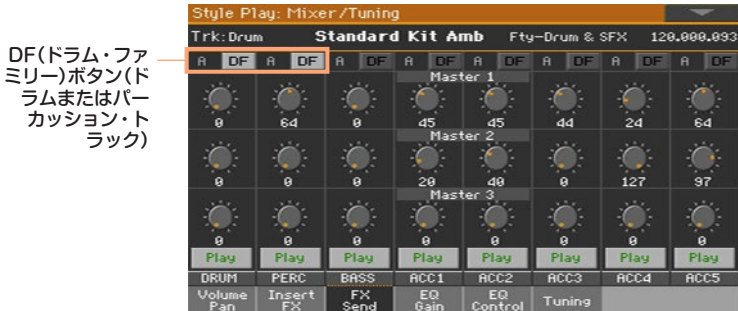 DF(ドラム・ファ
ミリー)ボタン(ド
ラムまたはパー
カッション・ト
ラック)
Style Play: Mixer/Tuning
Trk: Drum Standard Kit Amb Fty-Drum & SFX 120.000.093
A DF A DF A DF A DF A DF A DF A DF A DF
Master 1
0 64 0 45 45 44 24 64
Master 2
0 0 0 20 40 0 127 97
Master 3
0 0 0 0 0 0 0 0
Play Play Play Play Play Play Play Play
DRUM PERC BASS ACC1 ACC2 ACC3 ACC4 ACC5
Volume Pan Insert FX FX Send EQ Gain EQ Control Tuning